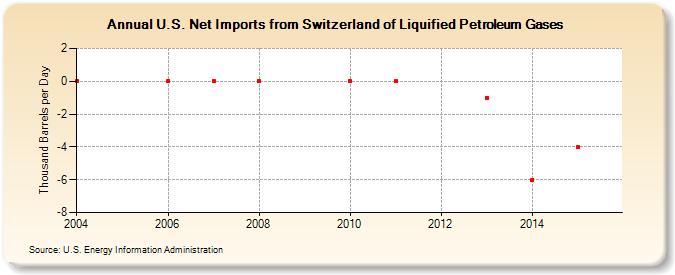 Annual U.S. Net Imports from Switzerland of Liquified Petroleum Gases
Thousand Barrels per Day
2
0
-2
-4
-6
-8
2004 2006 2008 2010 2012 2014
Source: U.S. Energy Information Administration